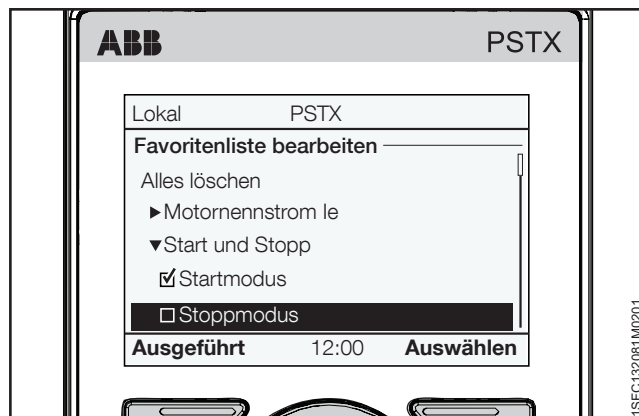 ABB PSTX
Lokal PSTX
Favoritenliste bearbeiten
Alles löschen
▶Motornennstrom Ie
▼Start und Stopp
☑Startmodus
☐Stoppmodus
Ausgeführt 12:00 Auswählen
1SFC132081M0201